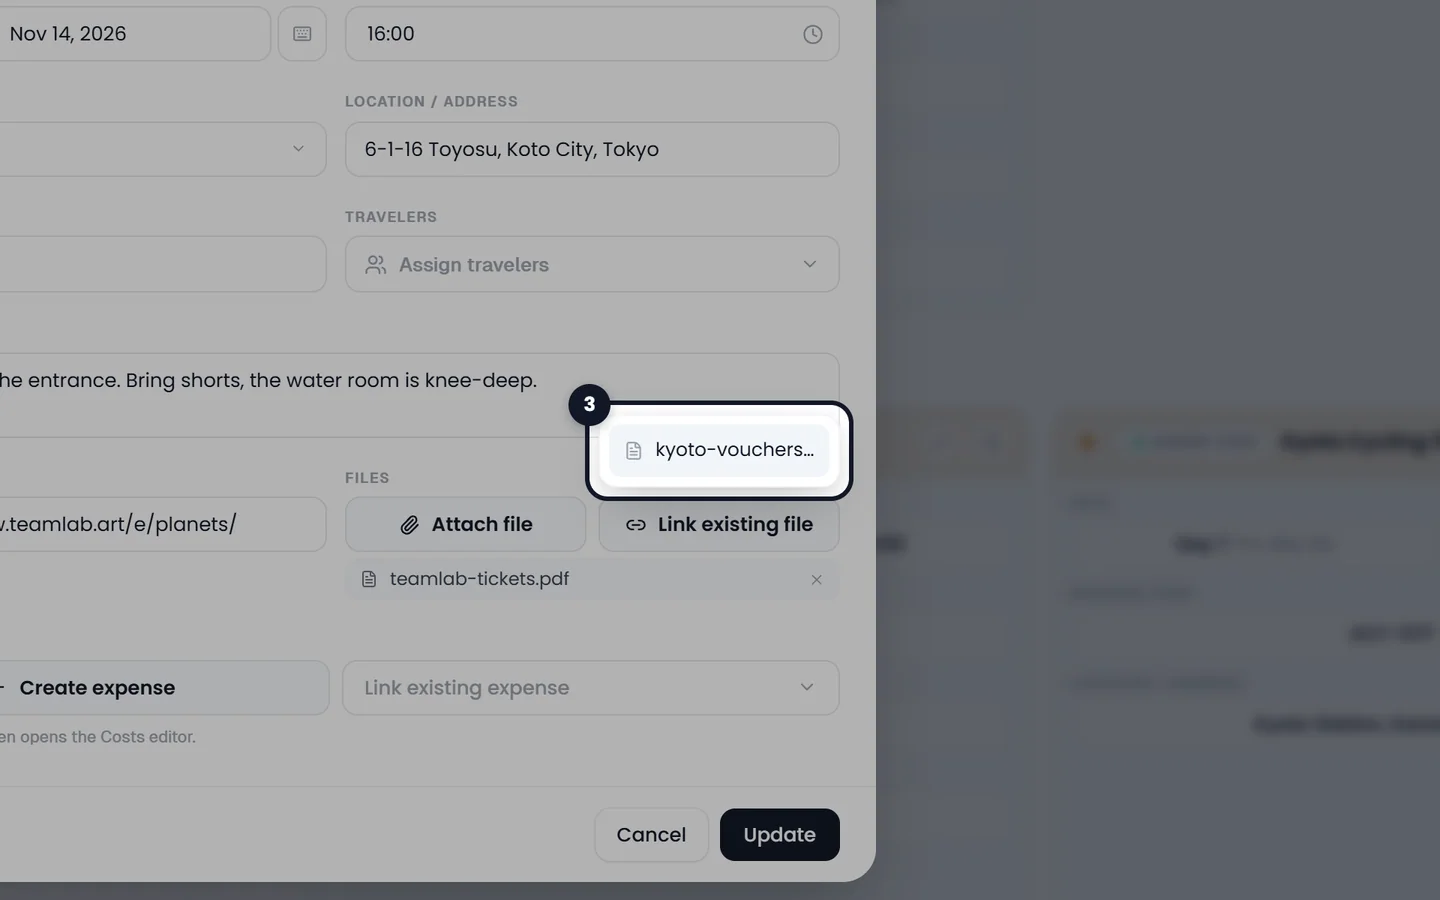 Nov 14, 2026
16:00
LOCATION / ADDRESS
6-1-16 Toyosu, Koto City, Tokyo
TRAVELERS
Assign travelers
he entrance. Bring shorts, the water room is knee-deep.
3
kyoto-vouchers...
FILES
.teamlab.art/e/planets/
Attach file
Link existing file
teamlab-tickets.pdf
Create expense
Link existing expense
en opens the Costs editor.
Cancel
Update